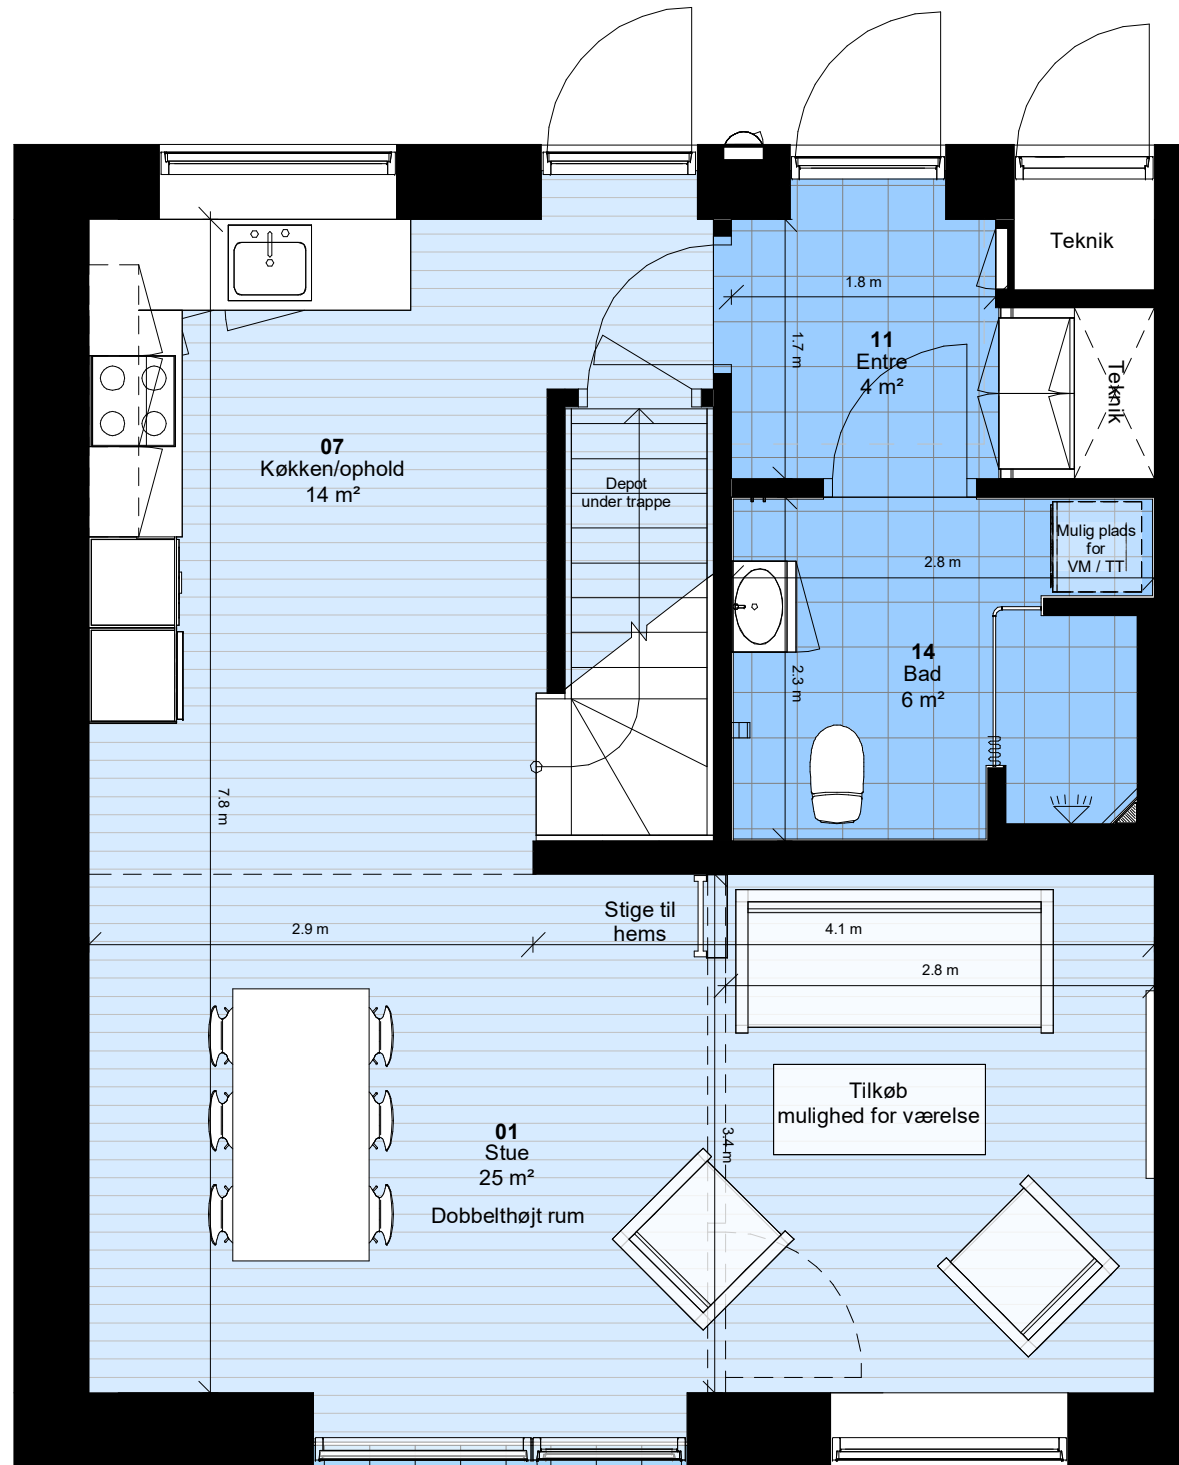 Teknik
1.8 m
1.7 m
11
Entre
4 m²
Teknik
07
Køkken/ophold
14 m²
Depot
under trappe
Mulig plads
for
VM / TT
2.8 m
14
Bad
6 m²
2.3 m
7.8 m
Stige til
hems
2.9 m
4.1 m
2.8 m
Tilkøb
mulighed for værelse
3.4 m
01
Stue
25 m²
Dobbelthøjt rum